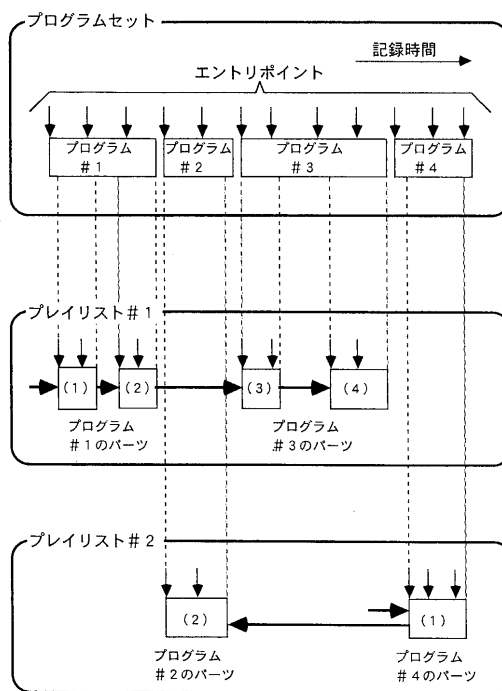 プログラムセット
記録時間
エントリポイント
プログラム
#1
プログラム
#2
プログラム
#3
プログラム
#4
プレイリスト#1
(1)
(2)
(3)
(4)
プログラム
#1のパーツ
プログラム
#3のパーツ
プレイリスト#2
(2)
(1)
プログラム
#2のパーツ
プログラム
#4のパーツ